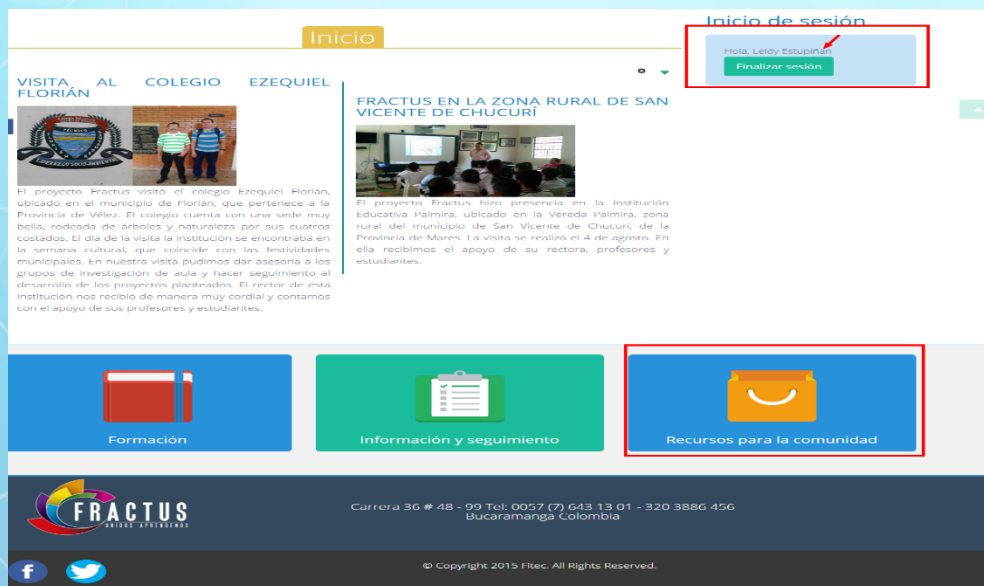 Inicio
Inicio de sesión
Hola, Leidy Estupiñán
Finalizar sesión
VISITA AL COLEGIO EZEQUIEL
FLORIÁN
El proyecto Fractus visitó el colegio Ezequiel Florián,
ubicado en el municipio de Florián, que pertenece a la
Provincia de Vélez. El colegio cuenta con una sede muy
bella, rodeada de árboles y naturaleza por sus cuatros
costados. El día de la visita la institución se encontraba en
la semana cultural, que coincide con las festividades
municipales. En nuestra visita pudimos dar asesoría a los
grupos de investigación de aula y hacer seguimiento al
desarrollo de los proyectos planteados. El rector de esta
institución nos recibió de manera muy cordial y contamos
con el apoyo de sus profesores y estudiantes.
FRACTUS EN LA ZONA RURAL DE SAN
VICENTE DE CHUCURÍ
El proyecto Fractus hizo presencia en la Institución
Educativa Palmira, ubicado en la Vereda Palmira, zona
rural del municipio de San Vicente de Chucurí, de la
Provincia de Mares. La visita se realizó el 4 de agosto. En
ella recibimos el apoyo de su rectora, profesores y
estudiantes.
Formación
Información y seguimiento
Recursos para la comunidad
FRACTUS
UNIDOS APRENDEMOS
Carrera 36 # 48 - 99 Tel: 0057 (7) 643 13 01 - 320 3886 456
Bucaramanga Colombia
© Copyright 2015 Fitec. All Rights Reserved.